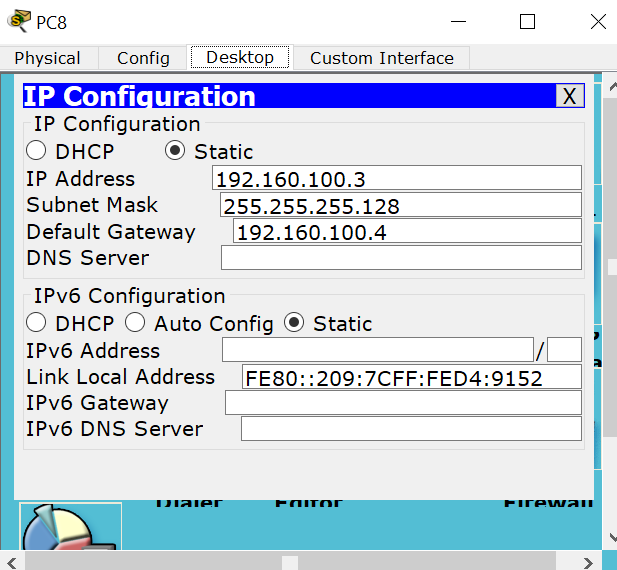 PC8
Physical Config Desktop Custom Interface
IP Configuration X
IP Configuration
DHCP Static
IP Address 192.160.100.3
Subnet Mask 255.255.255.128
Default Gateway 192.160.100.4
DNS Server
IPv6 Configuration
DHCP Auto Config Static
IPv6 Address /
Link Local Address FE80::209:7CFF:FED4:9152
IPv6 Gateway
IPv6 DNS Server
Dialer Editor Firewall